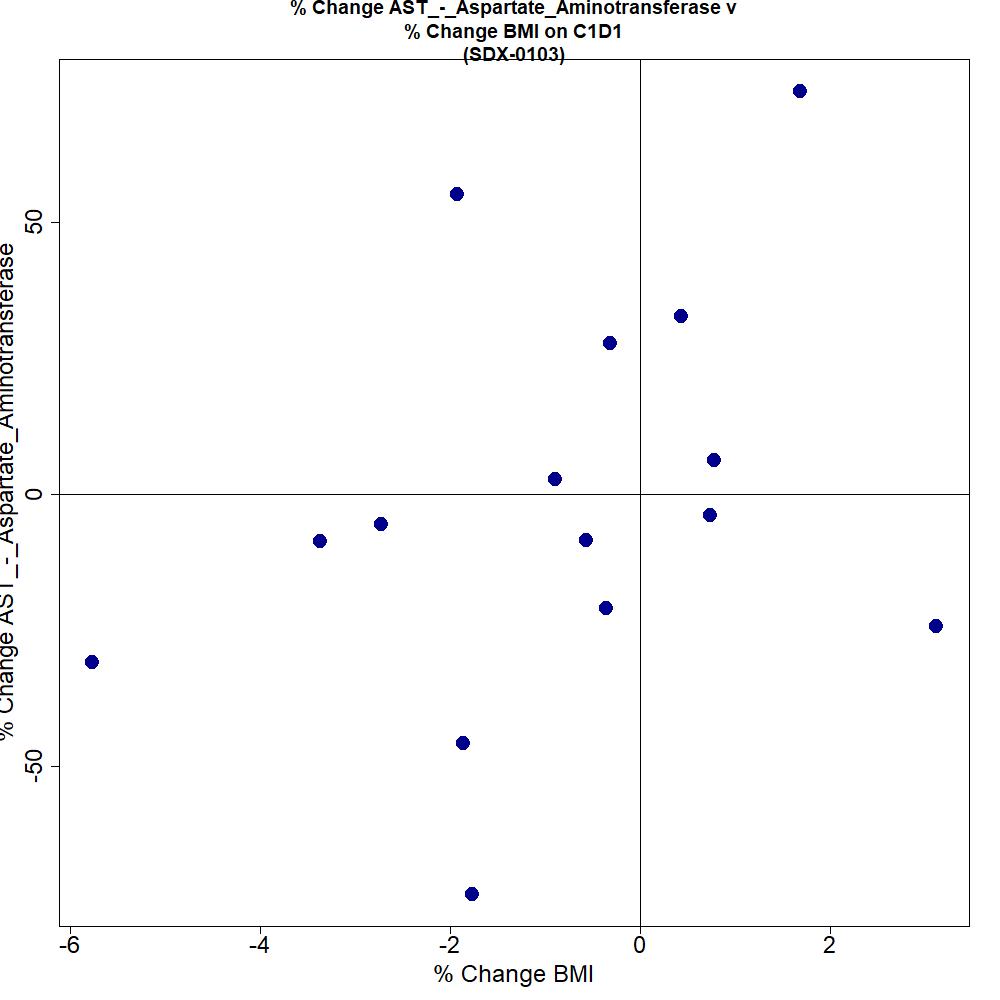 % Change AST_-_Aspartate_Aminotransferase v
% Change BMI on C1D1
(SDX-0103)
% Change AST_-_Aspartate_Aminotransferase
50
0
-50
-6
-4
-2
0
2
% Change BMI